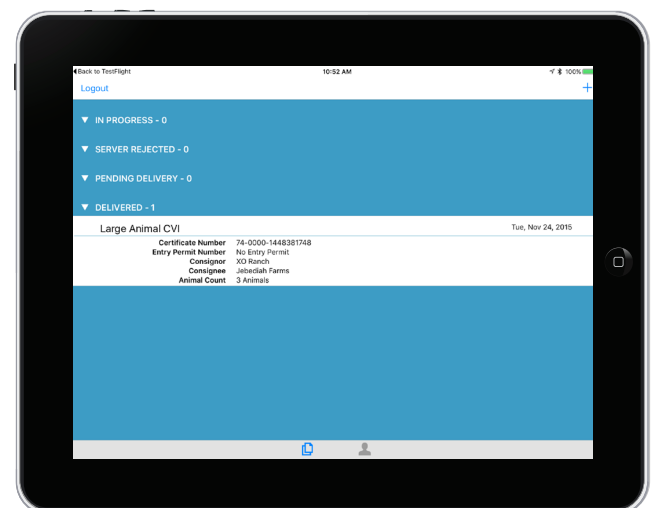 Back to TestFlight 10:52 AM 100%
Logout +
▼ IN PROGRESS - 0
▼ SERVER REJECTED - 0
▼ PENDING DELIVERY - 0
▼ DELIVERED - 1
Large Animal CVI Tue, Nov 24, 2015
Certificate Number 74-0000-1448381748
Entry Permit Number No Entry Permit
Consignor XO Ranch
Consignee Jebediah Farms
Animal Count 3 Animals